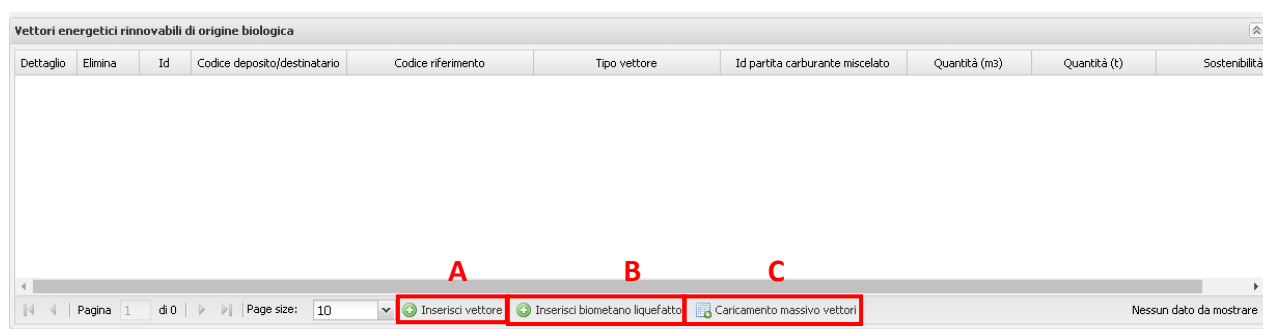 Vettori energetici rinnovabili di origine biologica
Dettaglio Elimina Id Codice deposito/destinatario Codice riferimento Tipo vettore Id partita carburante miscelato Quantità (m3) Quantità (t) Sostenibilità
A B C
Pagina 1 di 0 Page size: 10 Inserisci vettore Inserisci biometano liquefatto Caricamento massivo vettori Nessun dato da mostrare